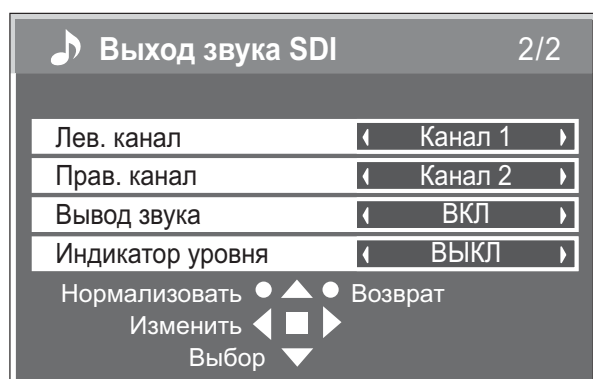 Выход звука SDI 2/2
Лев. канал Канал 1
Прав. канал Канал 2
Вывод звука ВКЛ
Индикатор уровня ВЫКЛ
Нормализовать Возврат
Изменить
Выбор